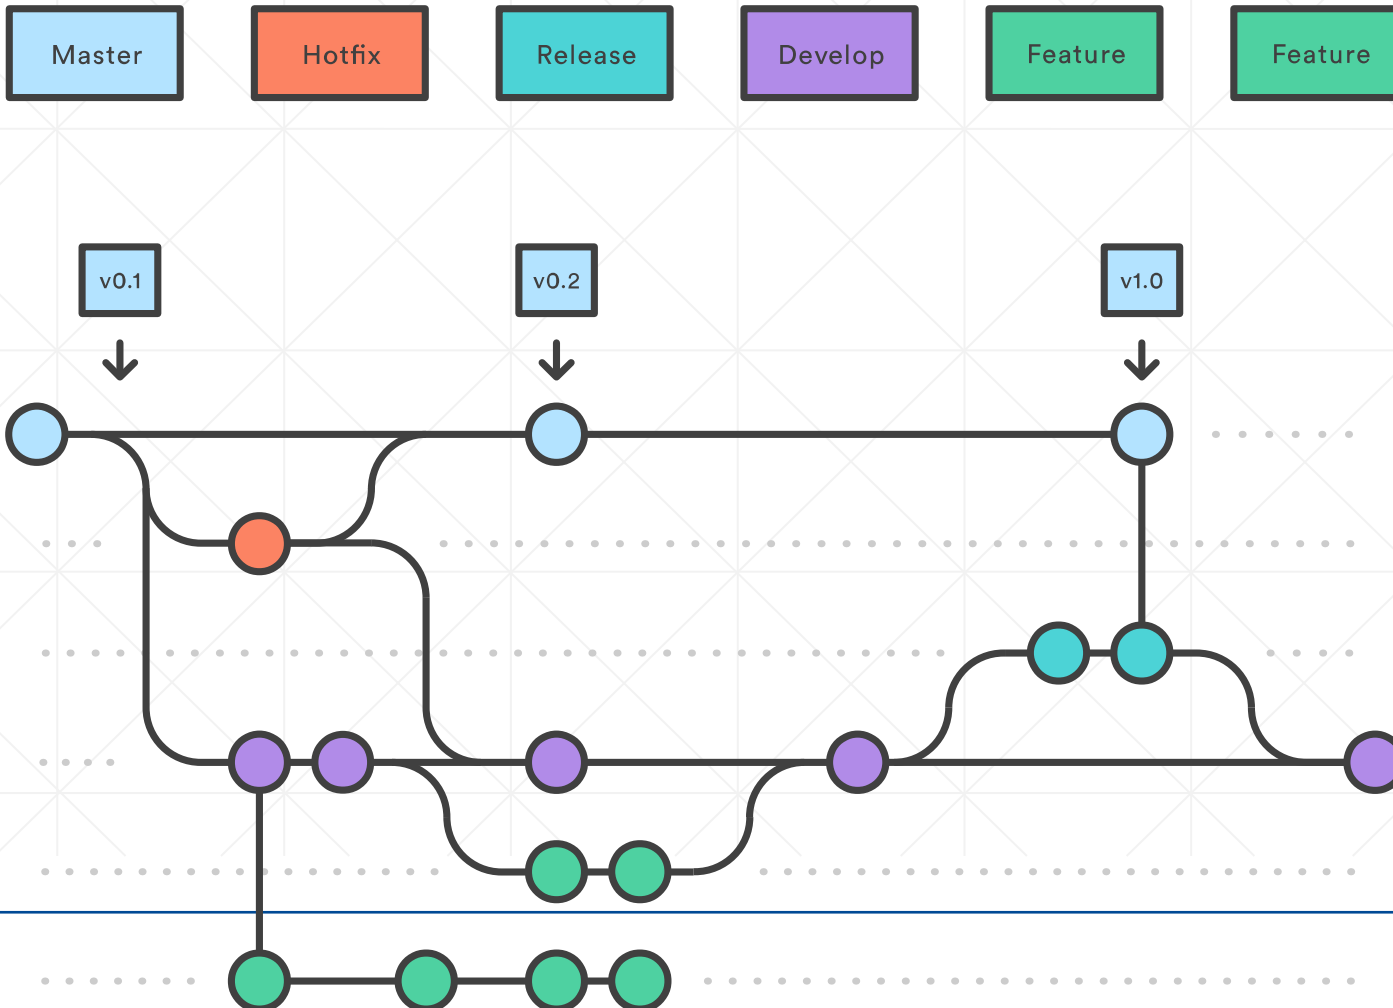 Master
Hotfix
Release
Develop
Feature
Feature
v0.1
v0.2
v1.0